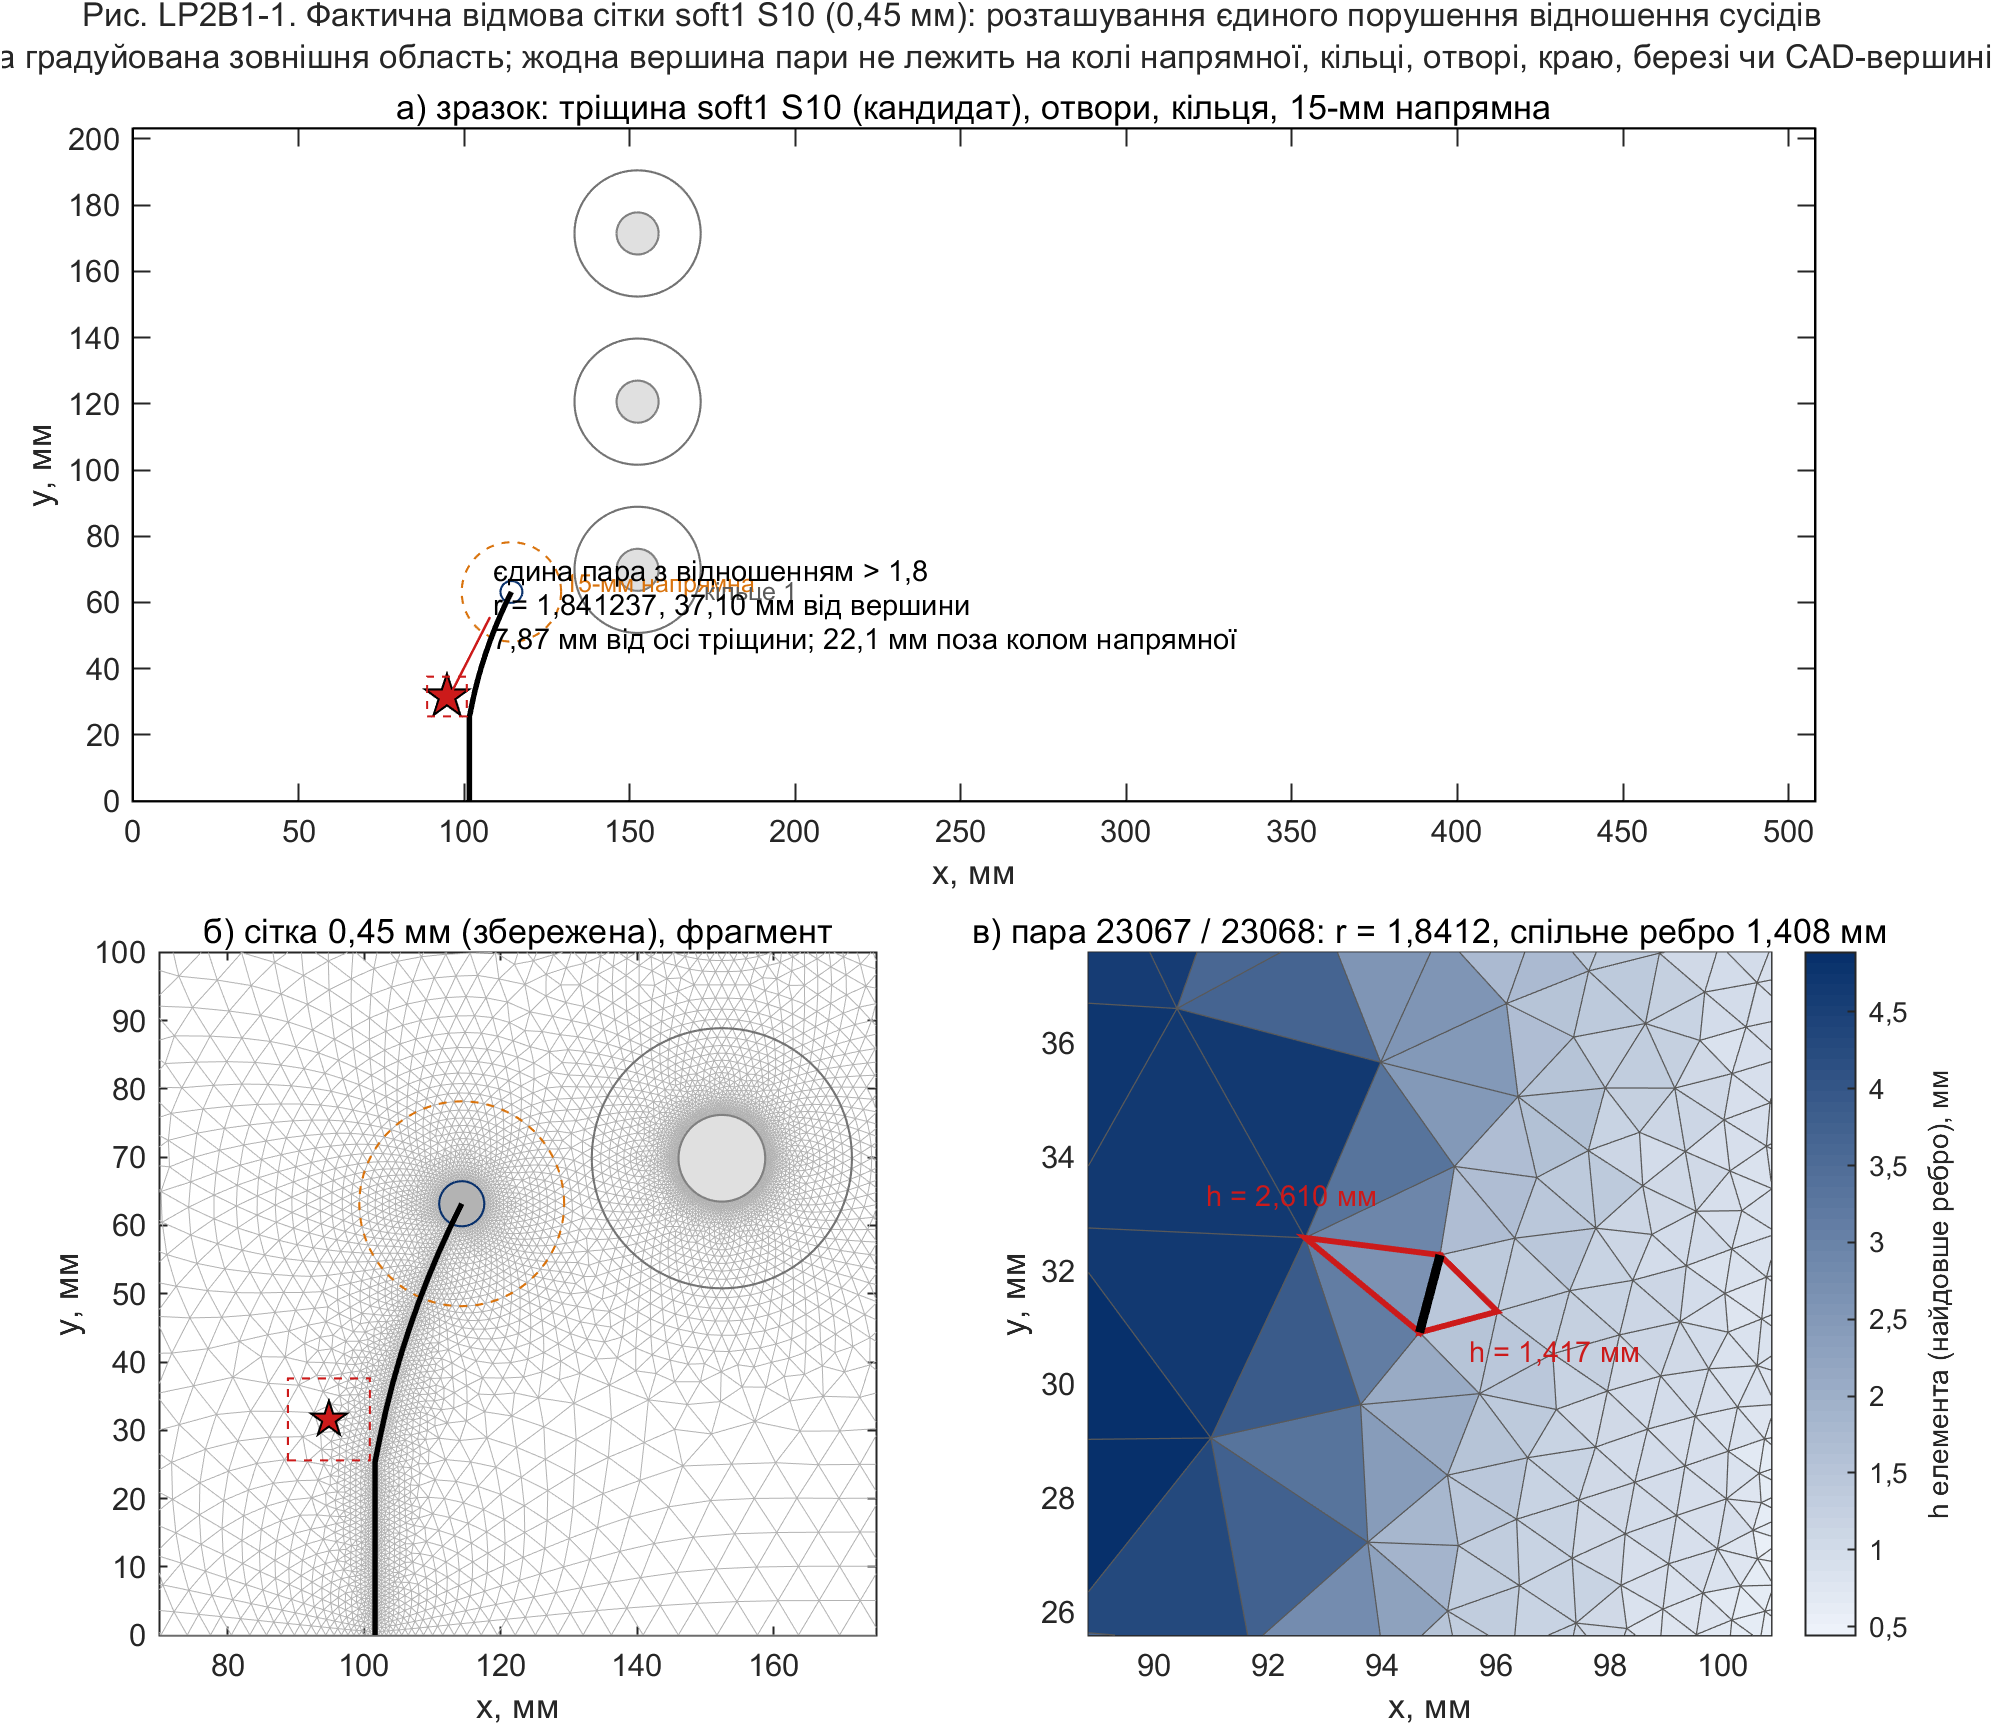 Рис. LP2B1-1. Фактична відмова сітки soft1 S10 (0,45 мм): розташування єдиного порушення відношення сусідів
а градуйована зовнішня область; жодна вершина пари не лежить на колі напрямної, кільці, отворі, краю, березі чи CAD-вершині
а) зразок: тріщина soft1 S10 (кандидат), отвори, кільця, 15-мм напрямна
200
180
160
140
120
100
80
60
40
20
0
y, мм
єдина пара з відношенням > 1,8
15-мм напрямна
кільце 1
r = 1,841237, 37,10 мм від вершини
7,87 мм від осі тріщини; 22,1 мм поза колом напрямної
0 50 100 150 200 250 300 350 400 450 500
x, мм
б) сітка 0,45 мм (збережена), фрагмент
100
90
80
70
60
50
40
30
20
10
0
y, мм
80 100 120 140 160
x, мм
в) пара 23067 / 23068: r = 1,8412, спільне ребро 1,408 мм
36
34
32
30
28
26
y, мм
h = 2,610 мм
h = 1,417 мм
90 92 94 96 98 100
x, мм
4,5
4
3,5
3
2,5
2
1,5
1
0,5
h елемента (найдовше ребро), мм